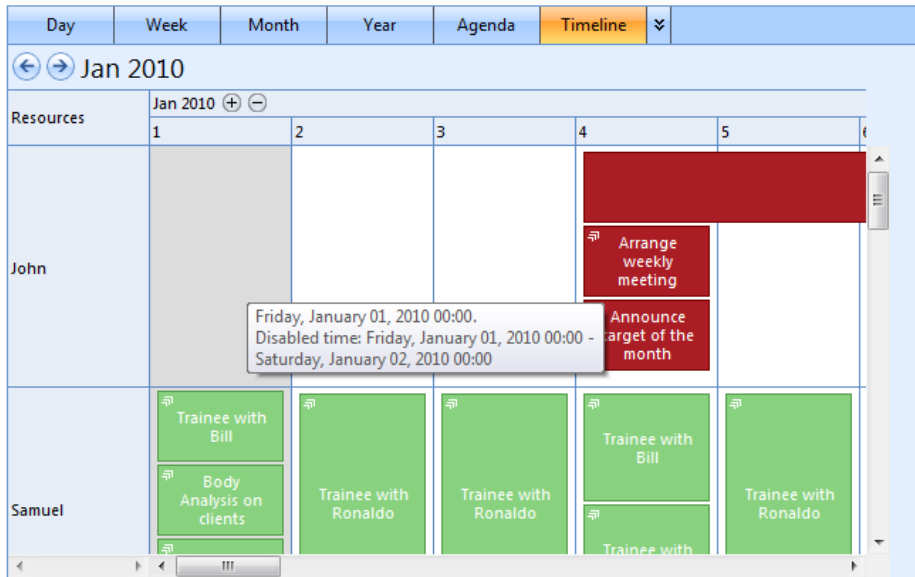 Day Week Month Year Agenda Timeline
Jan 2010
Resources
Jan 2010
1 2 3 4 5 6
John
Arrange
weekly
meeting
Announce
target of the
month
Friday, January 01, 2010 00:00.
Disabled time: Friday, January 01, 2010 00:00 -
Saturday, January 02, 2010 00:00
Samuel
Trainee with
Bill
Body
Analysis on
clients
Trainee with
Ronaldo
Trainee with
Ronaldo
Trainee with
Bill
Trainee with
Trainee with
Ronaldo